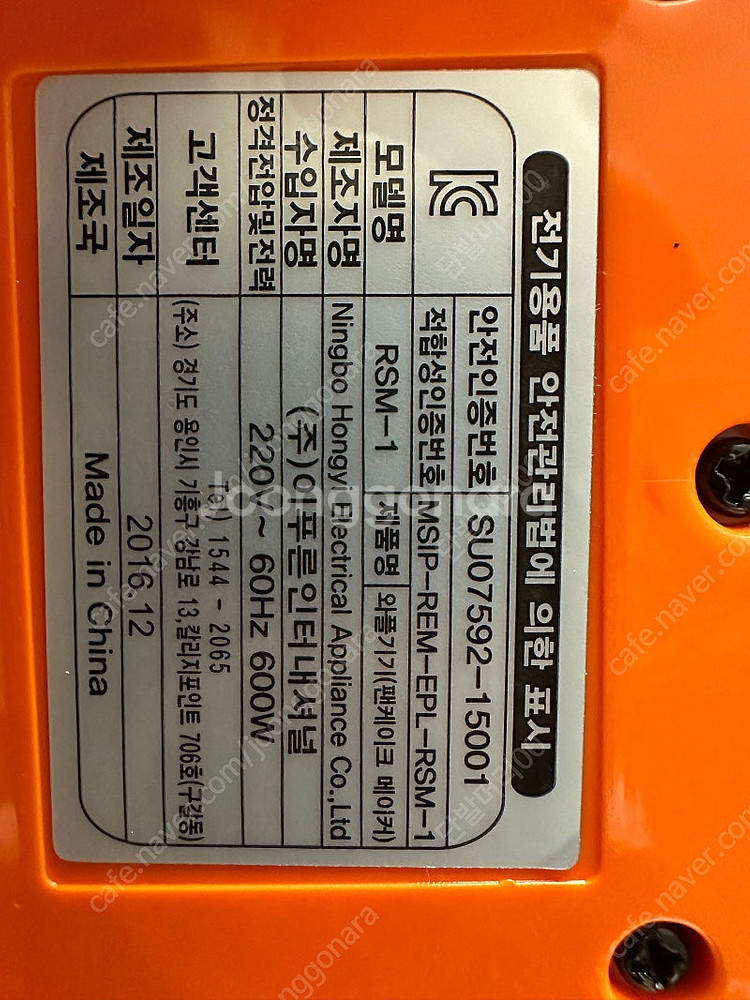 전기용품 안전관리법에 의한 표시
KC 안전인증번호 SU07592-15001
적합성인증번호 MSIP-REM-EPL-RSM-1
모델명 RSM-1 제품명 와플기기(팬케이크 메이커)
제조자명 Ningbo Hongyi Electrical Appliance Co.,Ltd
수입자명 (주)이푸른인터내셔널
정격전압및전력 220V~ 60Hz 600W
고객센터 Tel) 1544 - 2065
(주소) 경기도 용인시 기흥구 강남로 13,칼리지포인트 706호(구갈동)
제조일자 2016.12
제조국 Made in China
cafe.naver.com/joonggonara
joonggonara